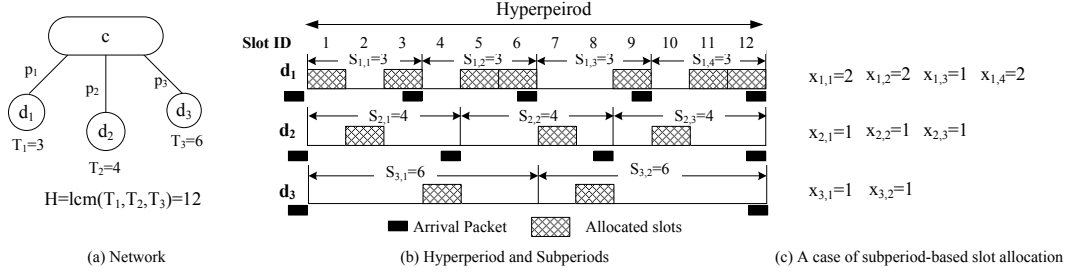 Hyperpeirod
Slot ID 1 2 3 4 5 6 7 8 9 10 11 12
c
p1 p2 p3
d1 d2 d3
T1=3 T2=4 T3=6
H=lcm(T1,T2,T3)=12
d1 S1,1=3 S1,2=3 S1,3=3 S1,4=3
x1,1=2 x1,2=2 x1,3=1 x1,4=2
d2 S2,1=4 S2,2=4 S2,3=4
x2,1=1 x2,2=1 x2,3=1
d3 S3,1=6 S3,2=6
x3,1=1 x3,2=1
Arrival Packet Allocated slots
(a) Network
(b) Hyperperiod and Subperiods
(c) A case of subperiod-based slot allocation